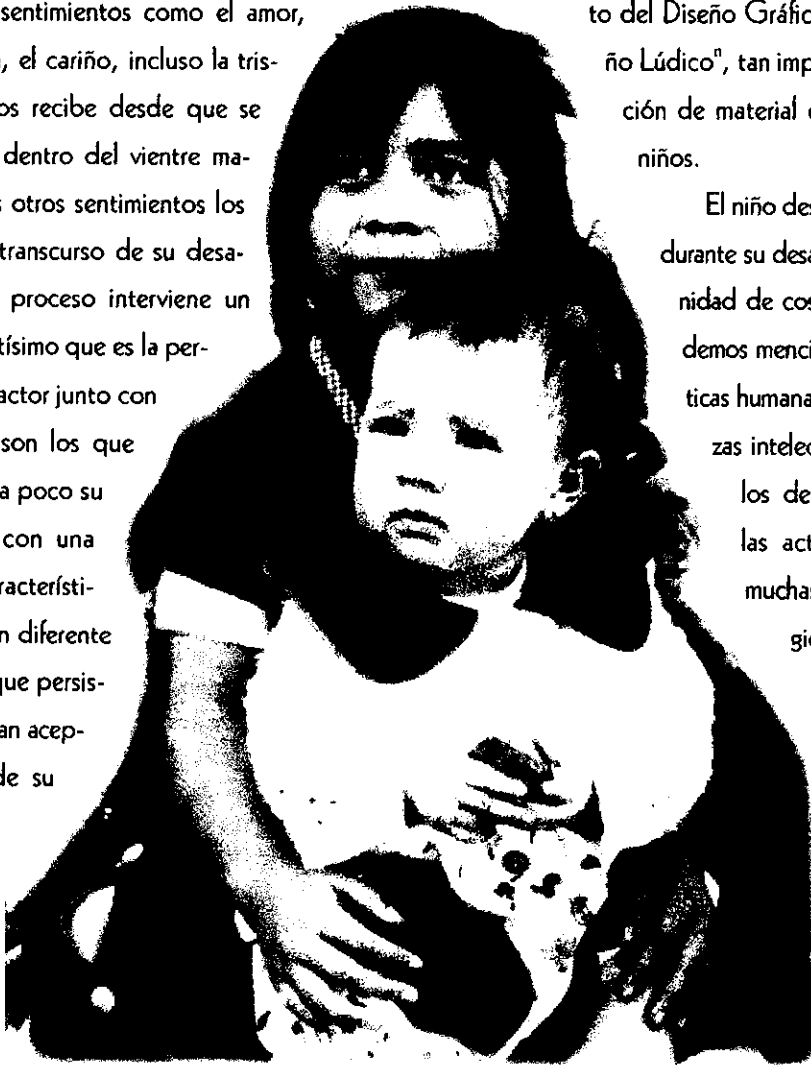 sentimientos como el amor,
, el cariño, incluso la tris-
os recibe desde que se
dentro del vientre ma-
s otros sentimientos los
transcurso de su desa-
proceso interviene un
tísimo que es la per-
actor junto con
son los que
a poco su
con una
racterísti-
n diferente
que persis-
an acep-
de su
to del Diseño Gráfic
ño Lúdico", tan imp
ción de material
niños.
El niño des
durante su desa
nidad de cos
demos menci
ticas humana
zas intelec
los de
las act
mucha
gi